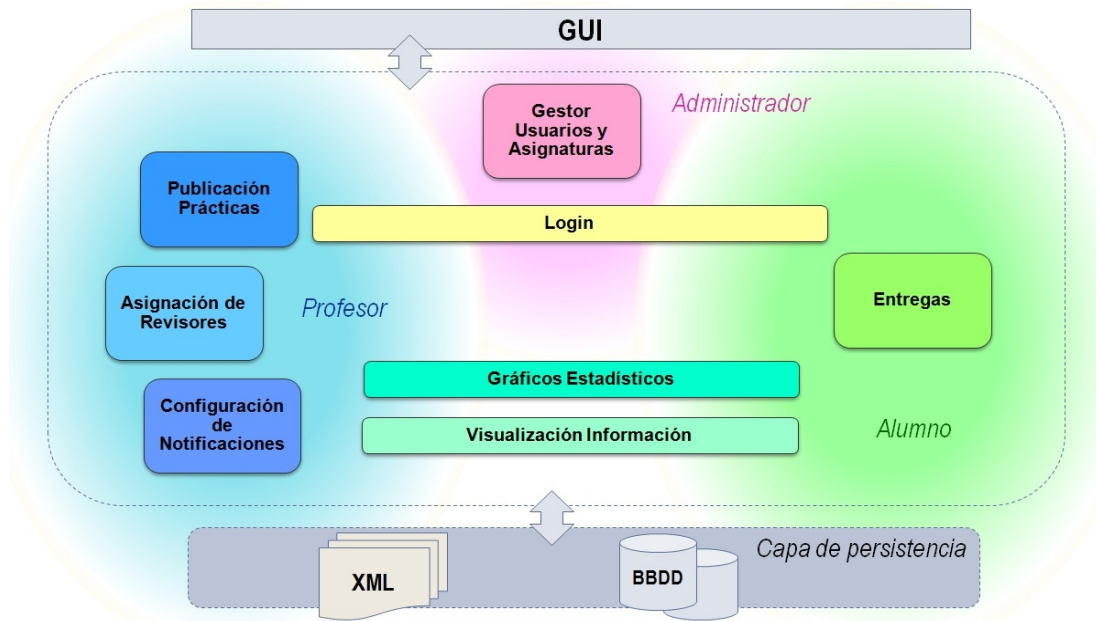 GUI
Administrador
Gestor
Usuarios y
Asignaturas
Publicación
Prácticas
Login
Asignación de
Revisores
Profesor
Entregas
Gráficos Estadísticos
Configuración
de
Notificaciones
Visualización Información
Alumno
Capa de persistencia
XML
BBDD